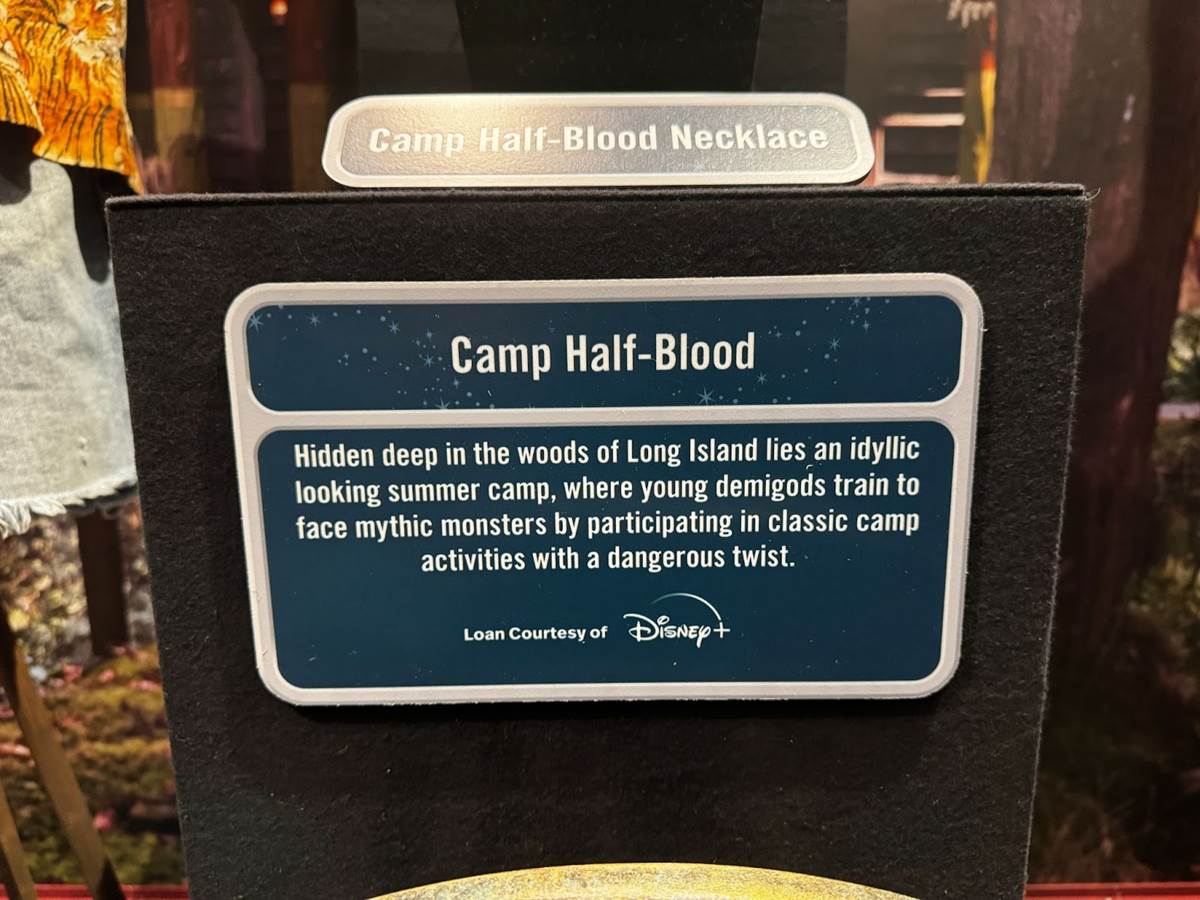 Camp Half-Blood Necklace
Camp Half-Blood
Hidden deep in the woods of Long Island lies an idyllic
looking summer camp, where young demigods train to
face mythic monsters by participating in classic camp
activities with a dangerous twist.
Loan Courtesy of Disney+